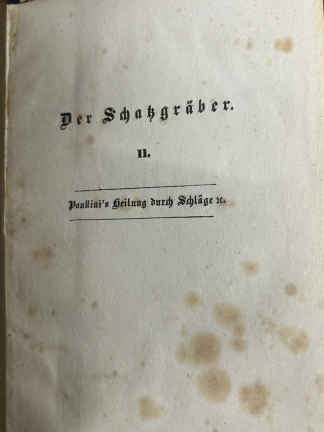 Der Schatzgräber.
II.
Paullini's Heilung durch Schläge ꝛc.